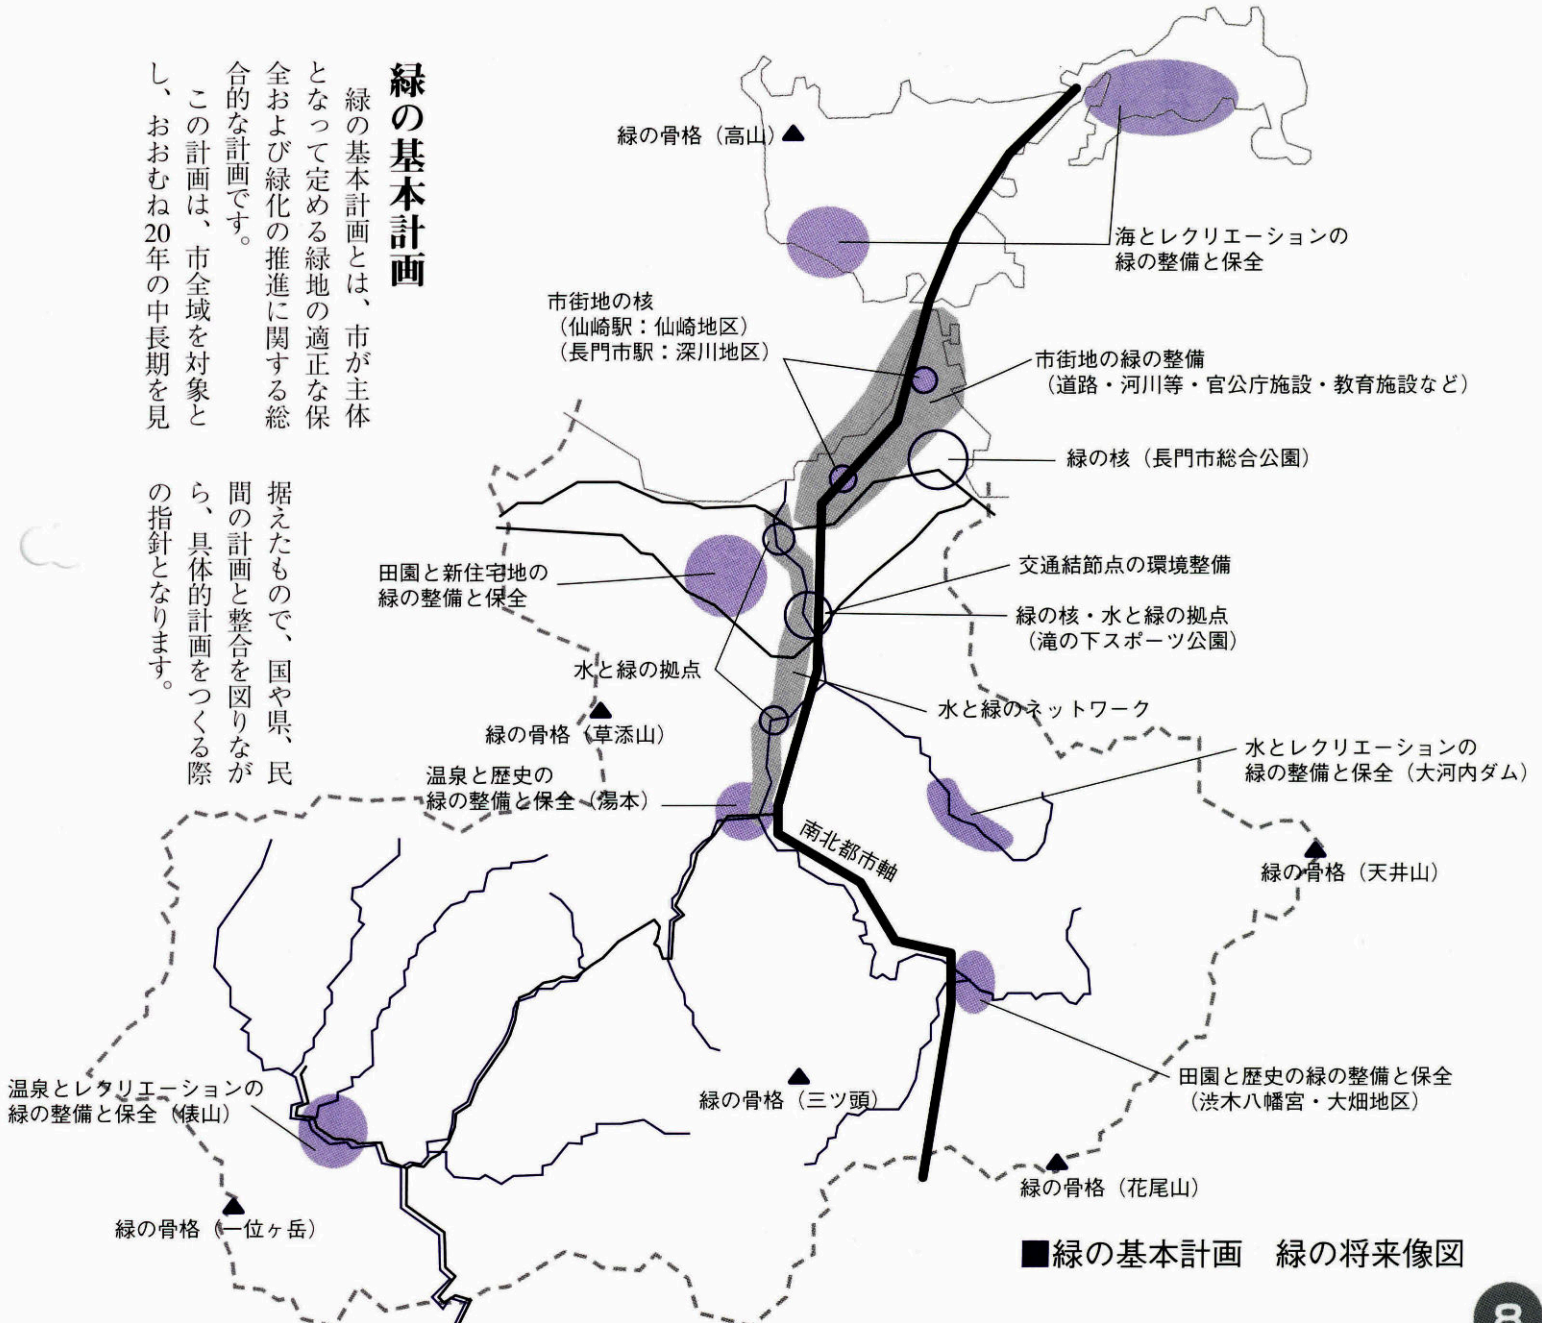 緑の基本計画
緑の基本計画とは、市が主体
となって定める緑地の適正な保
全および緑化の推進に関する総
合的な計画です。
この計画は、市全域を対象と
し、おおむね20年の中長期を見
据えたもので、国や県、民
間の計画と整合を図りなが
ら、具体的計画をつくる際
の指針となります。
緑の骨格（高山）
海とレクリエーションの
緑の整備と保全
市街地の核
（仙崎駅：仙崎地区）
（長門市駅：深川地区）
市街地の緑の整備
（道路・河川等・官公庁施設・教育施設など）
緑の核（長門市総合公園）
田園と新住宅地の
緑の整備と保全
交通結節点の環境整備
緑の核・水と緑の拠点
（滝の下スポーツ公園）
水と緑の拠点
水と緑のネットワーク
緑の骨格（草添山）
水とレクリエーションの
緑の整備と保全（大河内ダム）
温泉と歴史の
緑の整備と保全（湯本）
南北都市軸
緑の骨格（天井山）
温泉とレクリエーションの
緑の整備と保全（俵山）
緑の骨格（三ツ頭）
田園と歴史の緑の整備と保全
（渋木八幡宮・大畑地区）
緑の骨格（花尾山）
緑の骨格（一位ヶ岳）
■緑の基本計画　緑の将来像図
8